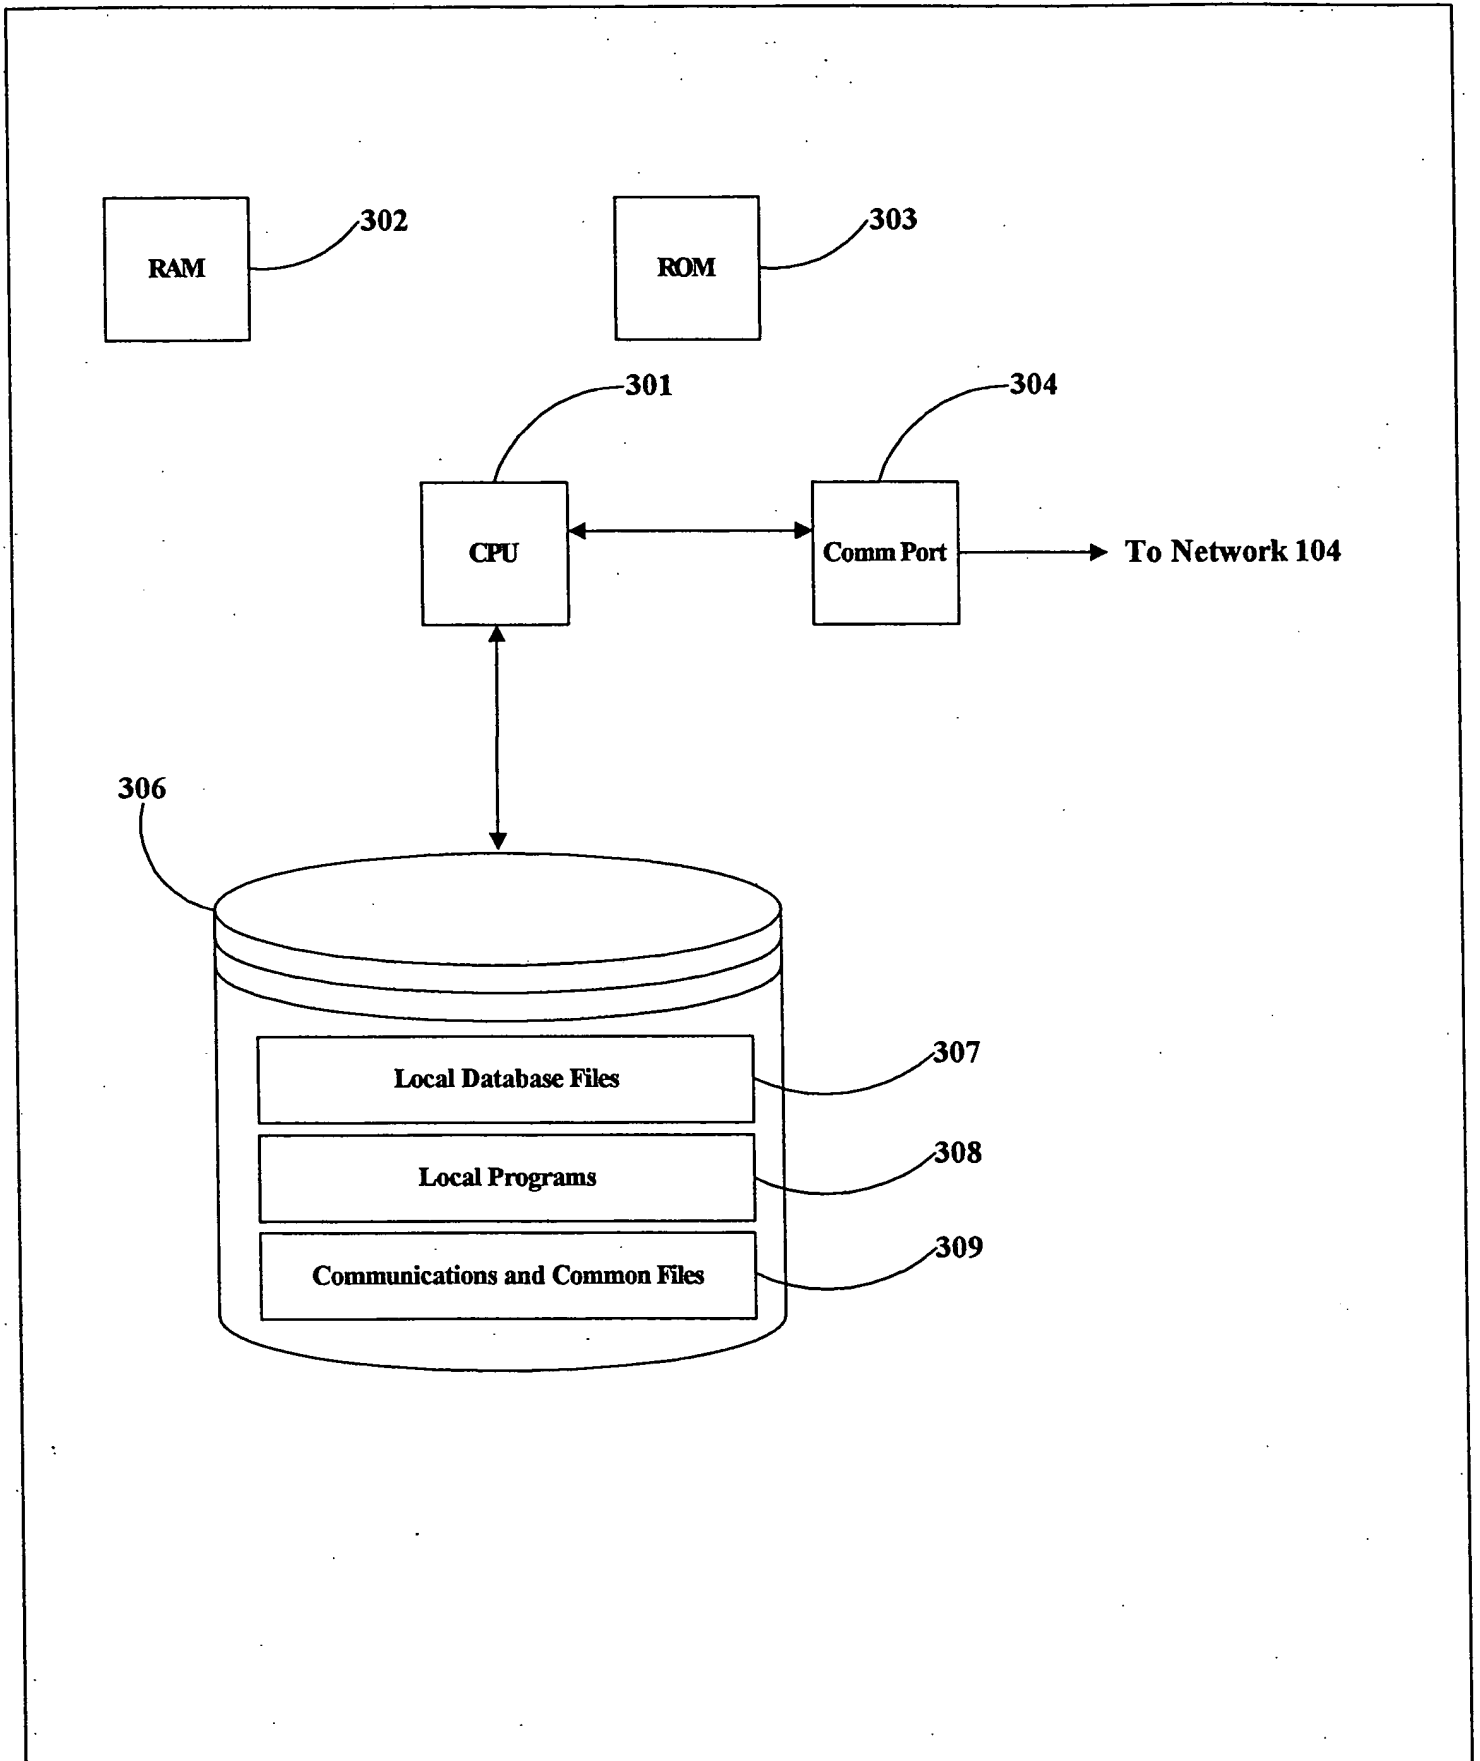 302
RAM
303
ROM
301
304
CPU
Comm Port
To Network 104
306
307
Local Database Files
308
Local Programs
309
Communications and Common Files